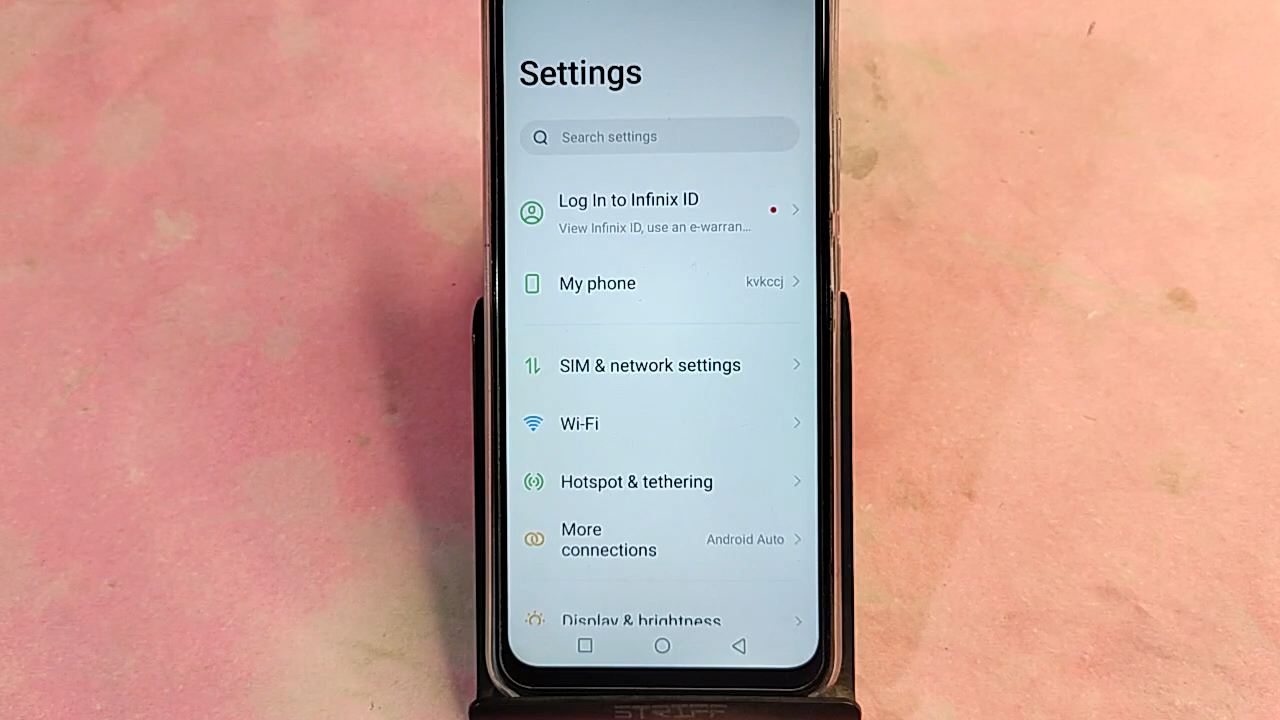 Settings
Search settings
Log In to Infinix ID
View Infinix ID, use an e-warran...
My phone kvkccj
SIM & network settings
Wi-Fi
Hotspot & tethering
More
connections Android Auto
Display & brightness
STRIFF